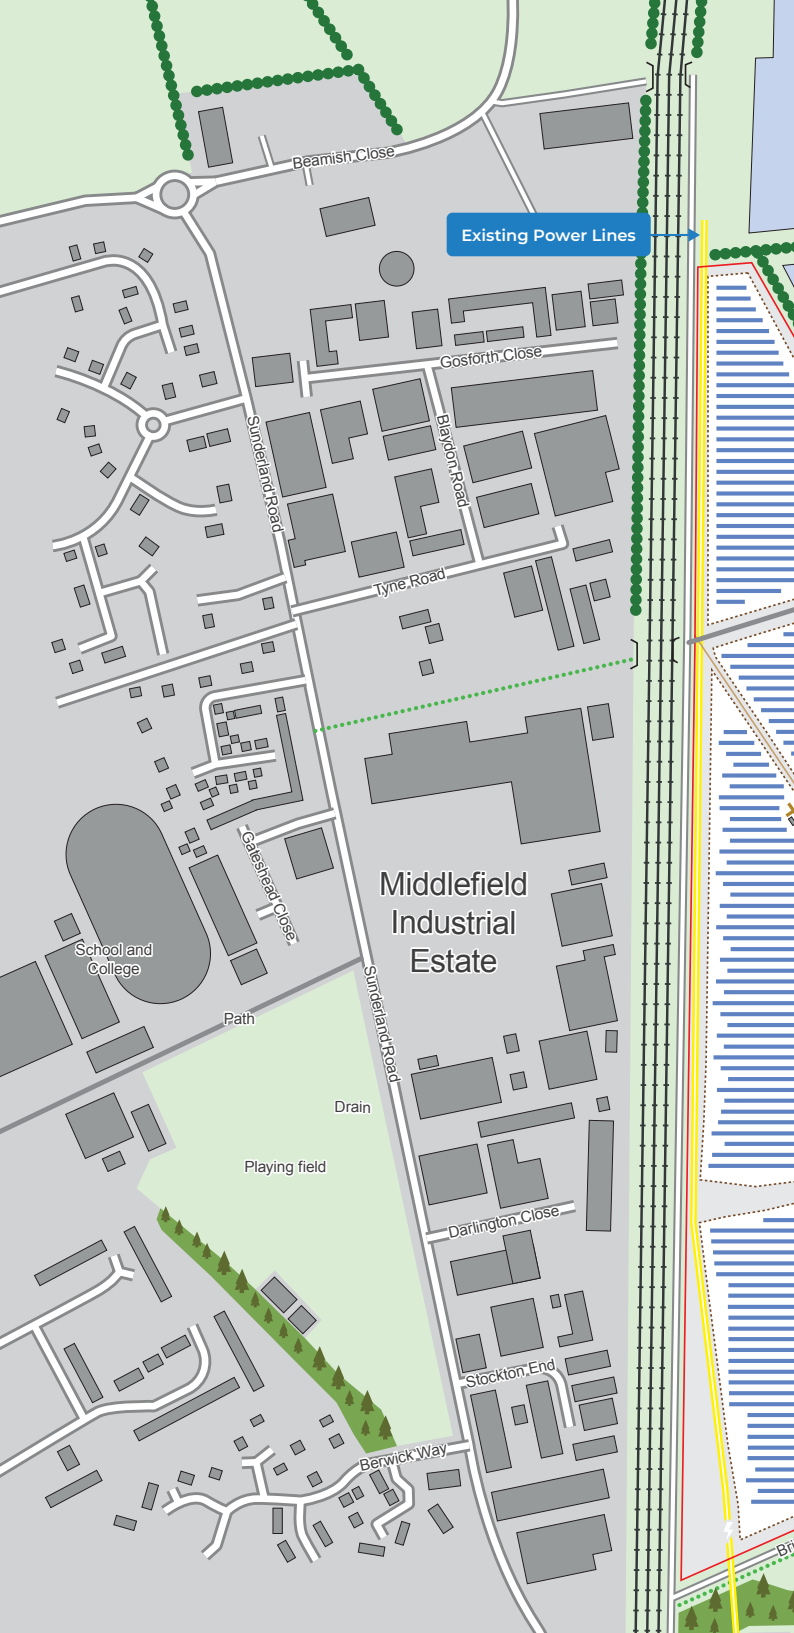 Beamish Close
Existing Power Lines
Gosforth Close
Sunderland Road
Blaydon Road
Tyne Road
Gateshead Close
Middlefield
Industrial
Estate
School and
College
Path
Sunderland Road
Drain
Playing field
Darlington Close
Stockton End
Berwick Way